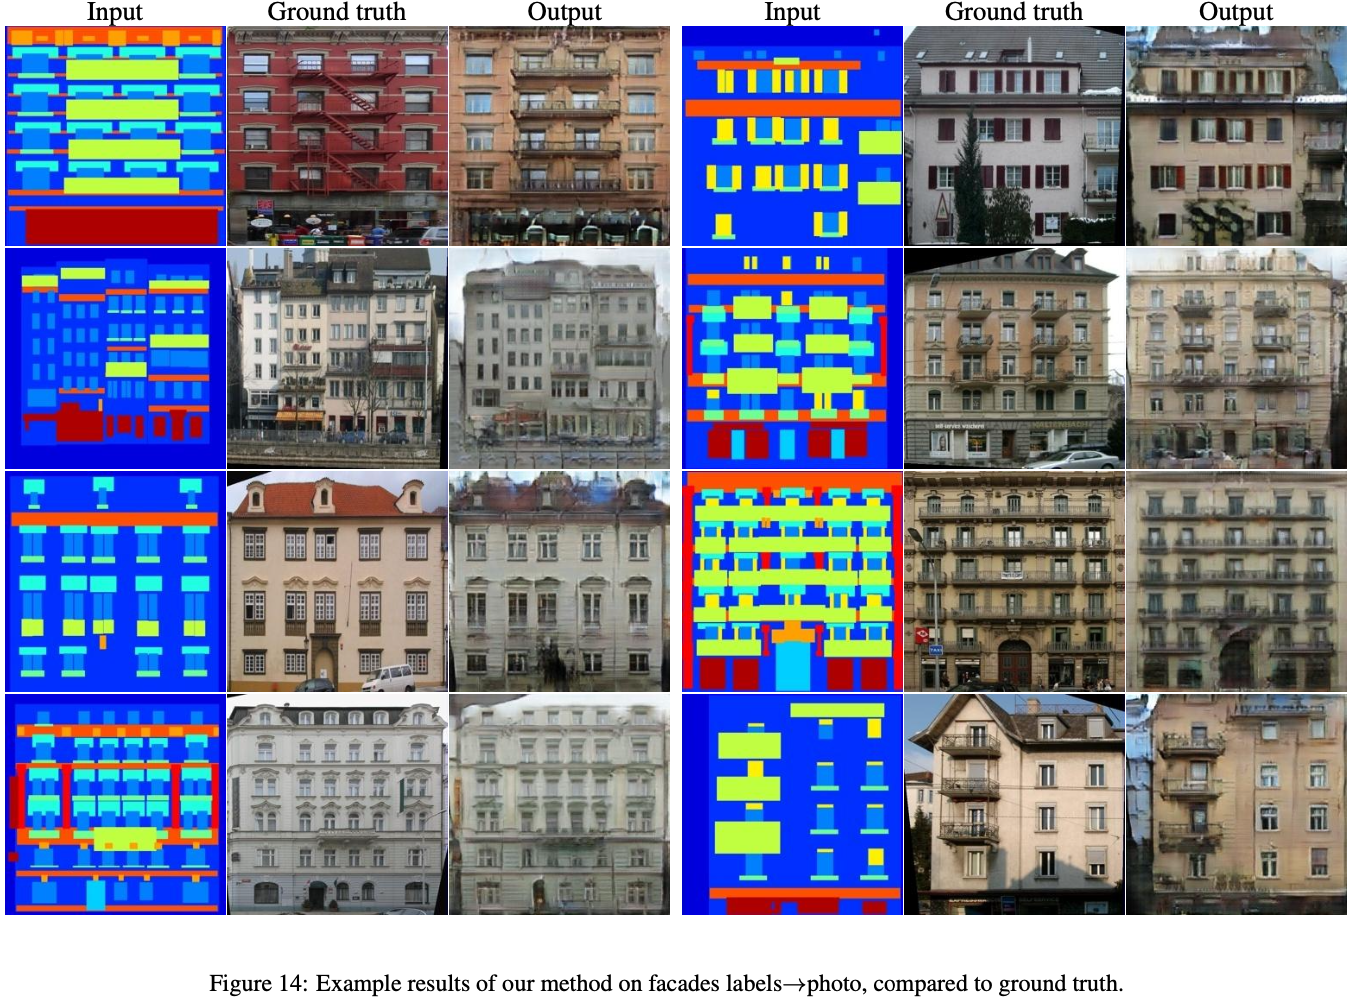 Input Ground truth Output Input Ground truth Output
Figure 14: Example results of our method on facades labels→photo, compared to ground truth.